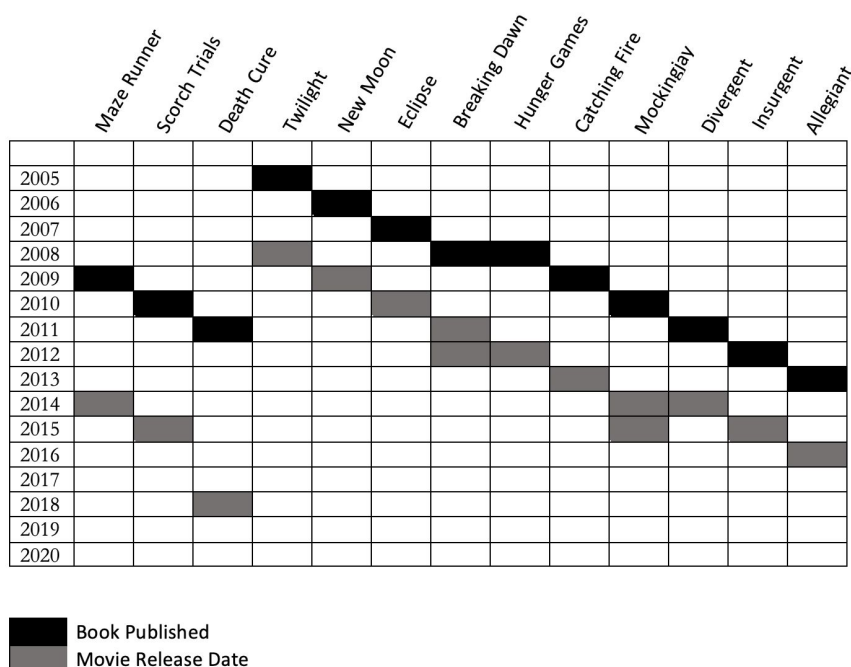 Maze Runner
Scorch Trials
Death Cure
Twilight
New Moon
Eclipse
Breaking Dawn
Hunger Games
Catching Fire
Mockingjay
Divergent
Insurgent
Allegiant
2005
2006
2007
2008
2009
2010
2011
2012
2013
2014
2015
2016
2017
2018
2019
2020
Book Published
Movie Release Date